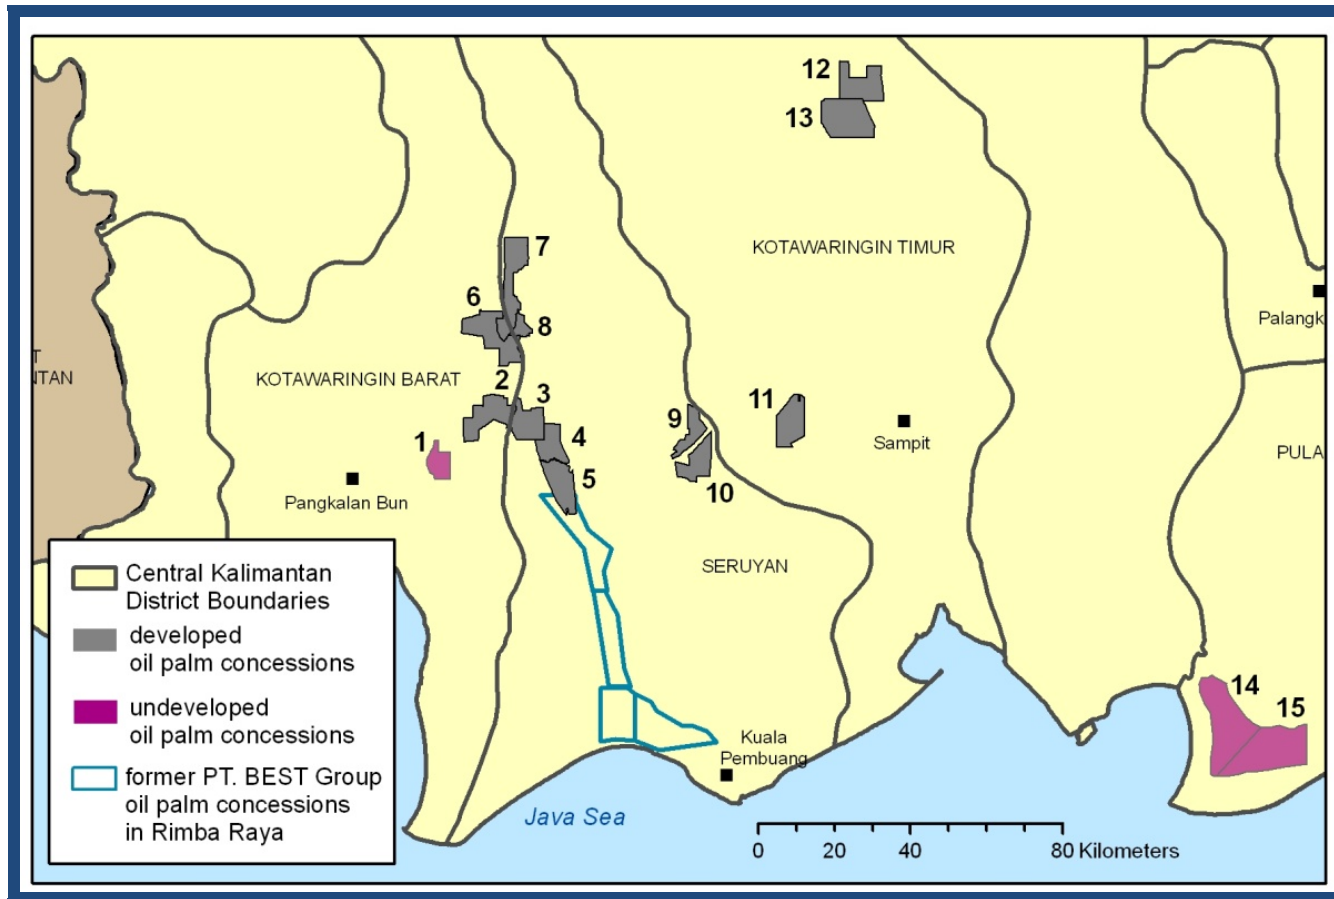 12
13
KOTAWARINGIN TIMUR
7
6
8
Palangk
T
NTAN
KOTAWARINGIN BARAT
2
3
9
11
1
4
Sampit
PULA
5
10
Pangkalan Bun
SERUYAN
Central Kalimantan
District Boundaries
developed
oil palm concessions
undeveloped
oil palm concessions
former PT. BEST Group
oil palm concessions
in Rimba Raya
14
15
Kuala
Pembuang
Java Sea
0 20 40 80 Kilometers